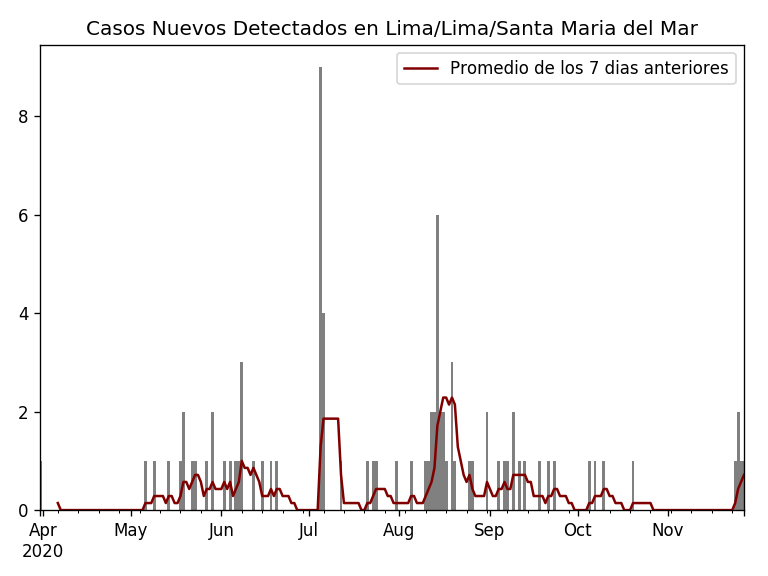 Casos Nuevos Detectados en Lima/Lima/Santa Maria del Mar
Promedio de los 7 dias anteriores
8
6
4
2
0
Apr May Jun Jul Aug Sep Oct Nov
2020